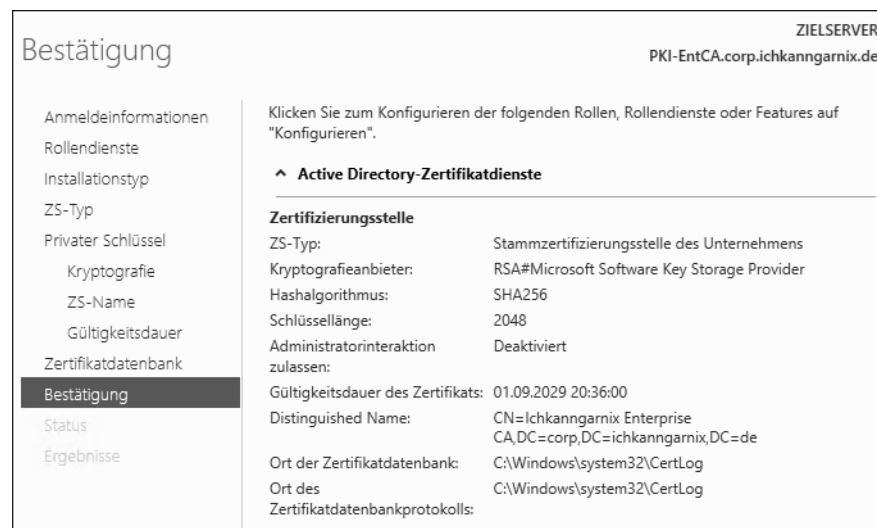 Bestätigung
ZIELSERVER
PKI-EntCA.corp.ichkanngarnix.de
Anmeldeinformationen
Rollendienste
Installationstyp
ZS-Typ
Privater Schlüssel
Kryptografie
ZS-Name
Gültigkeitsdauer
Zertifikatdatenbank
Bestätigung
Status
Ergebnisse
Klicken Sie zum Konfigurieren der folgenden Rollen, Rollendienste oder Features auf
"Konfigurieren".
Active Directory-Zertifikatdienste
Zertifizierungsstelle
ZS-Typ: Stammzertifizierungsstelle des Unternehmens
Kryptografieanbieter: RSA#Microsoft Software Key Storage Provider
Hashalgorithmus: SHA256
Schlüssellänge: 2048
Administratorinteraktion Deaktiviert
zulassen:
Gültigkeitsdauer des Zertifikats: 01.09.2029 20:36:00
Distinguished Name: CN=Ichkanngarnix Enterprise
CA,DC=corp,DC=ichkanngarnix,DC=de
Ort der Zertifikatdatenbank: C:\Windows\system32\CertLog
Ort des C:\Windows\system32\CertLog
Zertifikatdatenbankprotokolls: